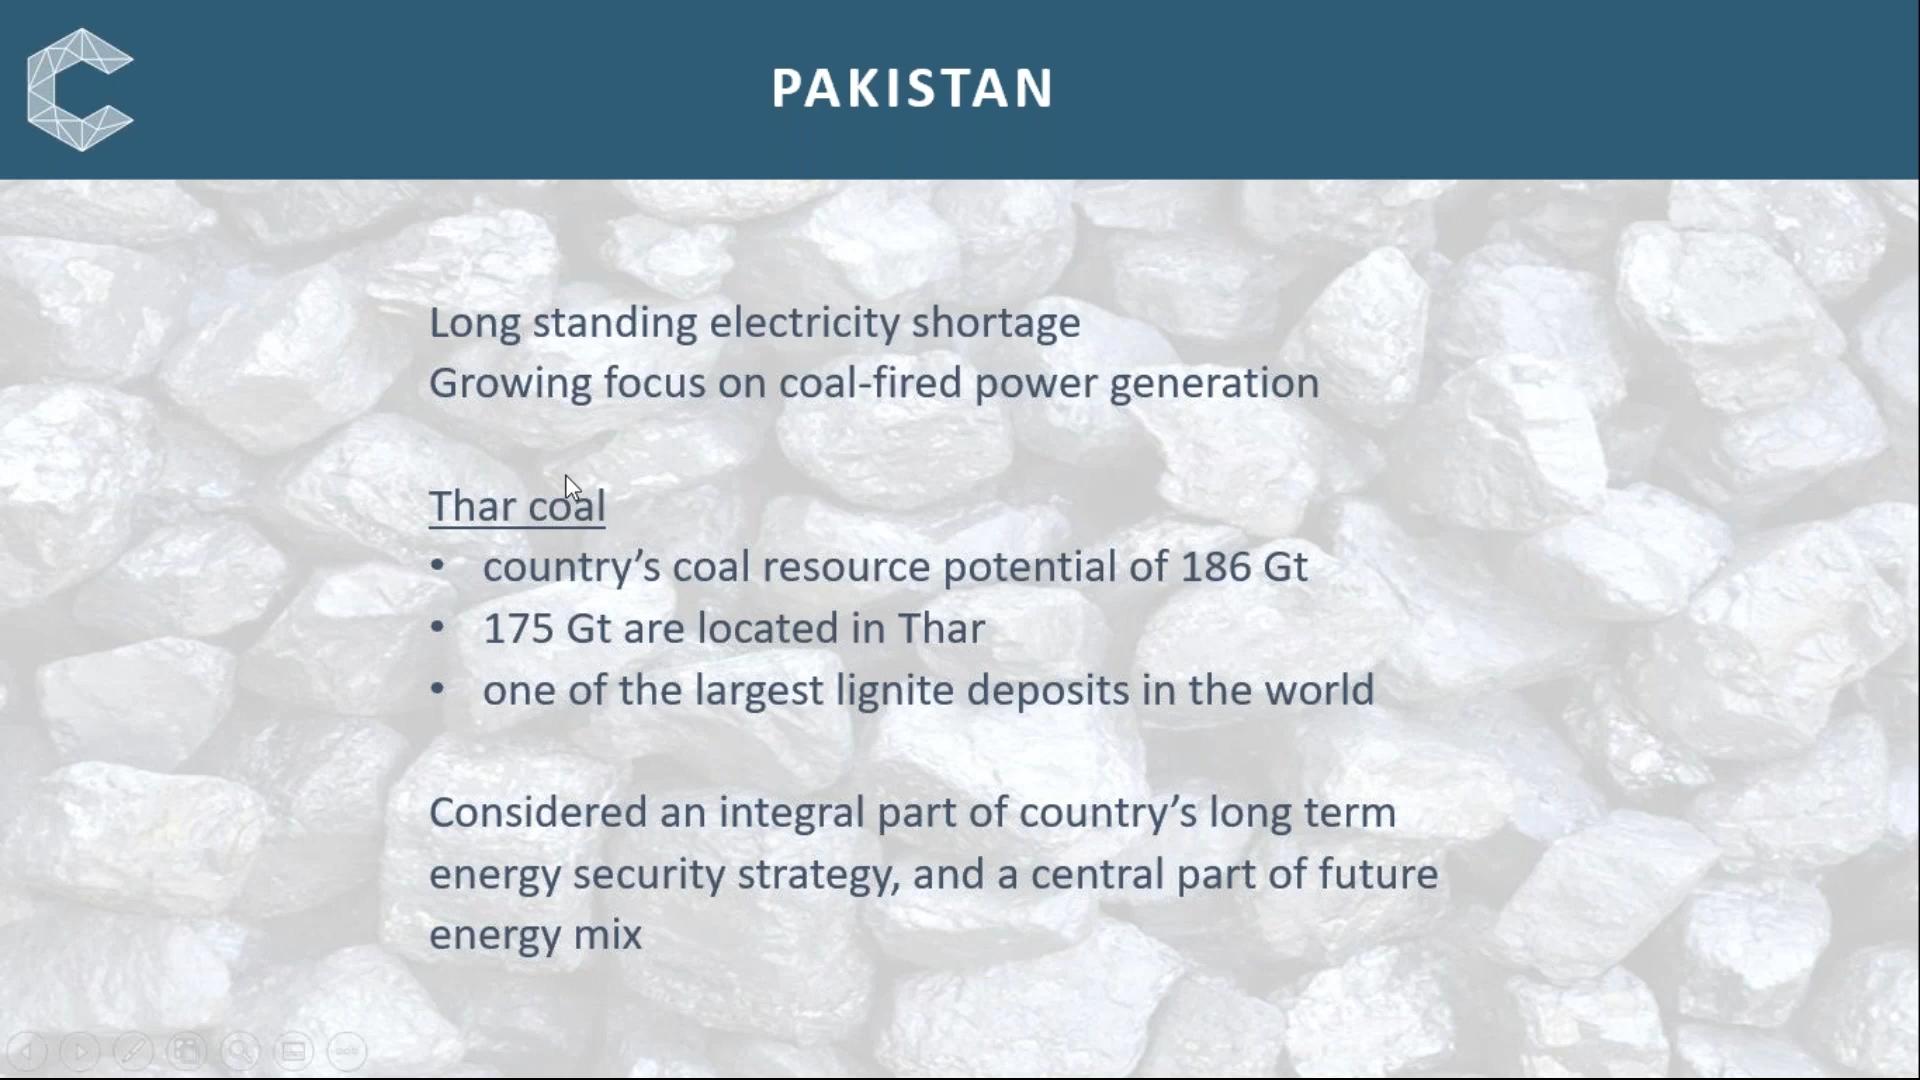 PAKISTAN
Long standing electricity shortage
Growing focus on coal-fired power generation
Thar coal
• country’s coal resource potential of 186 Gt
• 175 Gt are located in Thar
• one of the largest lignite deposits in the world
Considered an integral part of country’s long term
energy security strategy, and a central part of future
energy mix